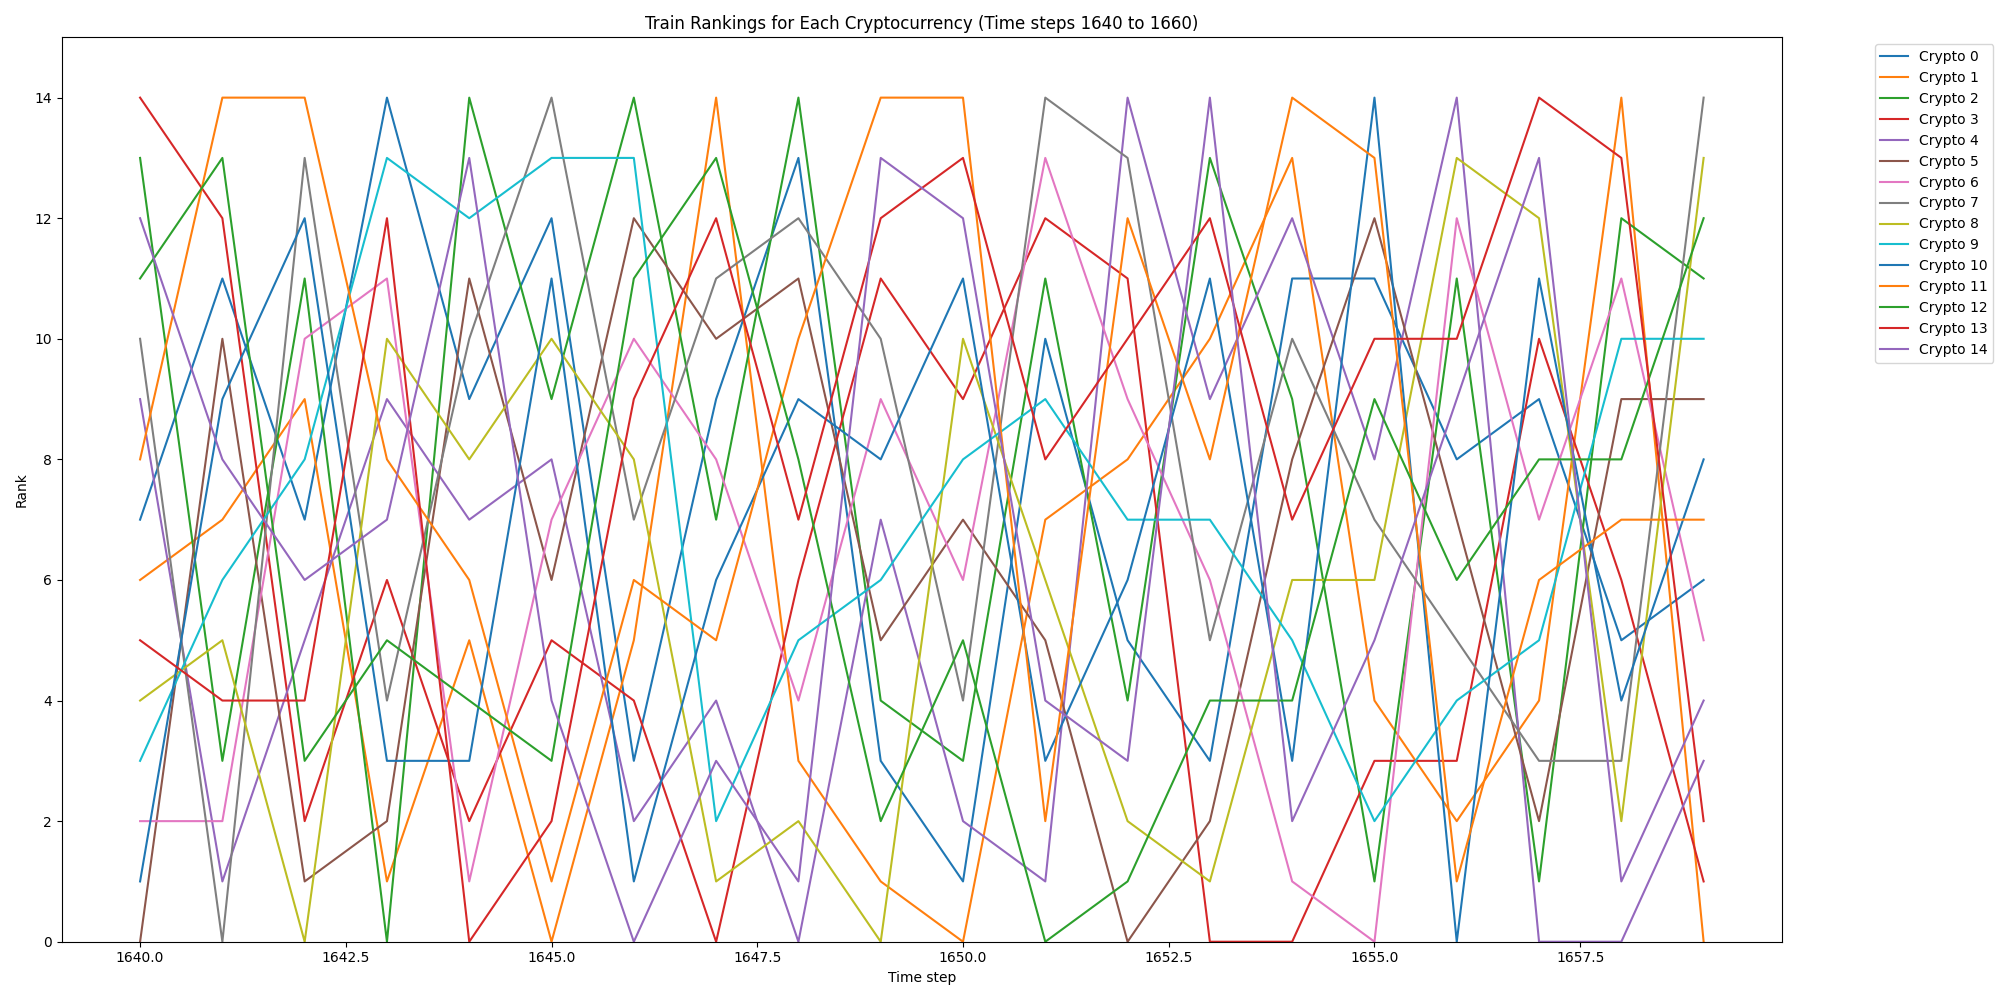 Train Rankings for Each Cryptocurrency (Time steps 1640 to 1660)
14
12
10
8
6
4
2
0
Rank
1640.0 1642.5 1645.0 1647.5 1650.0 1652.5 1655.0 1657.5
Time step
Crypto 0
Crypto 1
Crypto 2
Crypto 3
Crypto 4
Crypto 5
Crypto 6
Crypto 7
Crypto 8
Crypto 9
Crypto 10
Crypto 11
Crypto 12
Crypto 13
Crypto 14